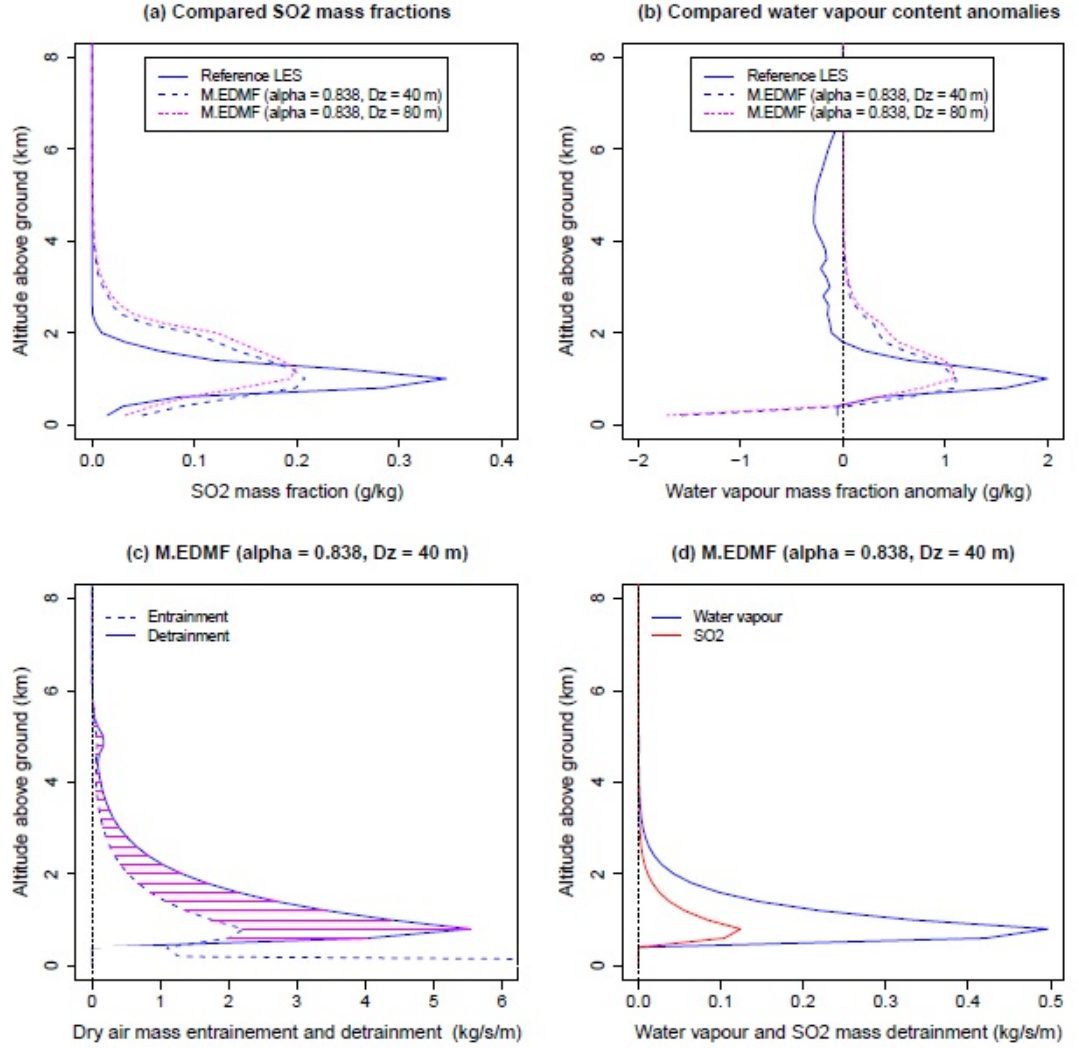 (a) Compared SO2 mass fractions
Reference LES
M.EDMF (alpha = 0.838, Dz = 40 m)
M.EDMF (alpha = 0.838, Dz = 80 m)
Altitude above ground (km)
8
6
4
2
0
0.0 0.1 0.2 0.3 0.4
SO2 mass fraction (g/kg)
(b) Compared water vapour content anomalies
Reference LES
M.EDMF (alpha = 0.838, Dz = 40 m)
M.EDMF (alpha = 0.838, Dz = 80 m)
Altitude above ground (km)
8
6
4
2
0
−2 −1 0 1 2
Water vapour mass fraction anomaly (g/kg)
(c) M.EDMF (alpha = 0.838, Dz = 40 m)
Entrainment
Detrainment
Altitude above ground (km)
8
6
4
2
0
0 1 2 3 4 5 6
Dry air mass entrainement and detrainment (kg/s/m)
(d) M.EDMF (alpha = 0.838, Dz = 40 m)
Water vapour
SO2
Altitude above ground (km)
8
6
4
2
0
0.0 0.1 0.2 0.3 0.4 0.5
Water vapour and SO2 mass detrainment (kg/s/m)